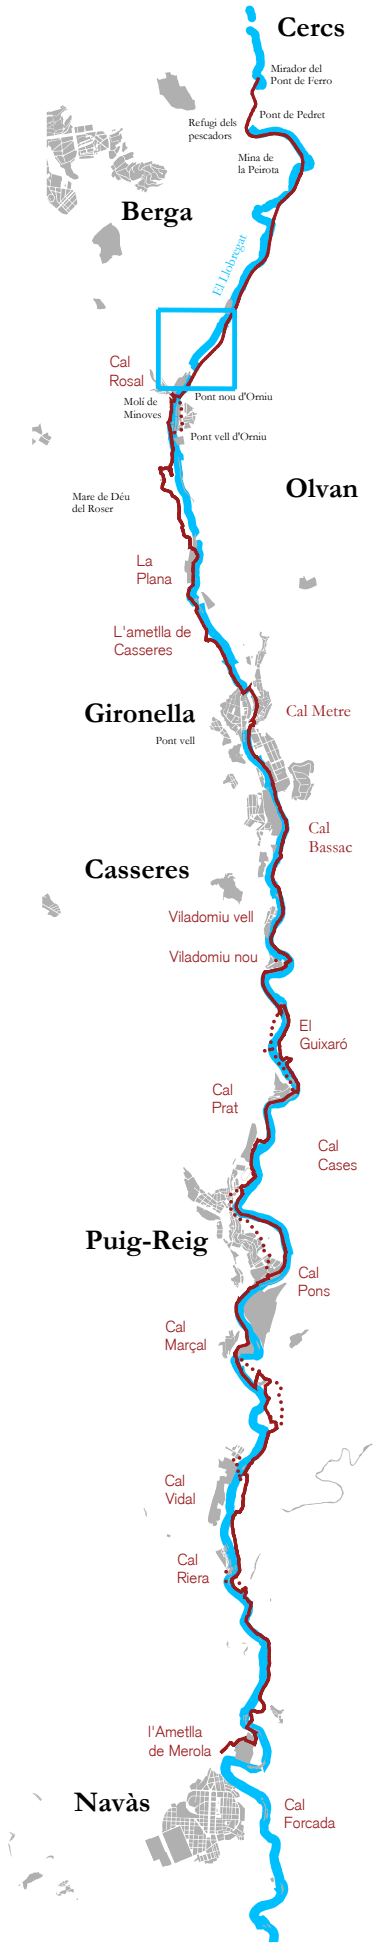 Cercs
Mirador del
Pont de Ferro
Pont de Pedret
Refugi dels
pescadors
Mina de
la Peirota
Berga
El Llobregat
Cal
Rosal
Pont nou d'Orniu
Molí de
Minoves
Pont vell d'Orniu
Olvan
Mare de Déu
del Roser
La
Plana
L'ametlla de
Casseres
Gironella
Cal Metre
Pont vell
Cal
Bassac
Casseres
Viladomiu vell
Viladomiu nou
El
Guixaró
Cal
Prat
Cal
Cases
Puig-Reig
Cal
Pons
Cal
Marçal
Cal
Vidal
Cal
Riera
l'Ametlla
de Merola
Navàs
Cal
Forcada